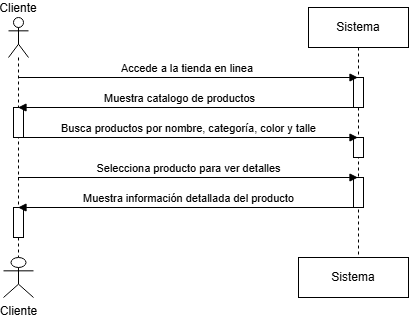 Cliente
Sistema
Accede a la tienda en linea
Muestra catalogo de productos
Busca productos por nombre, categoría, color y talle
Selecciona producto para ver detalles
Muestra información detallada del producto
Sistema
Cliente